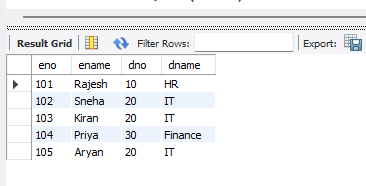 Result Grid Filter Rows: Export:
eno ename dno dname
101 Rajesh 10 HR
102 Sneha 20 IT
103 Kiran 20 IT
104 Priya 30 Finance
105 Aryan 20 IT